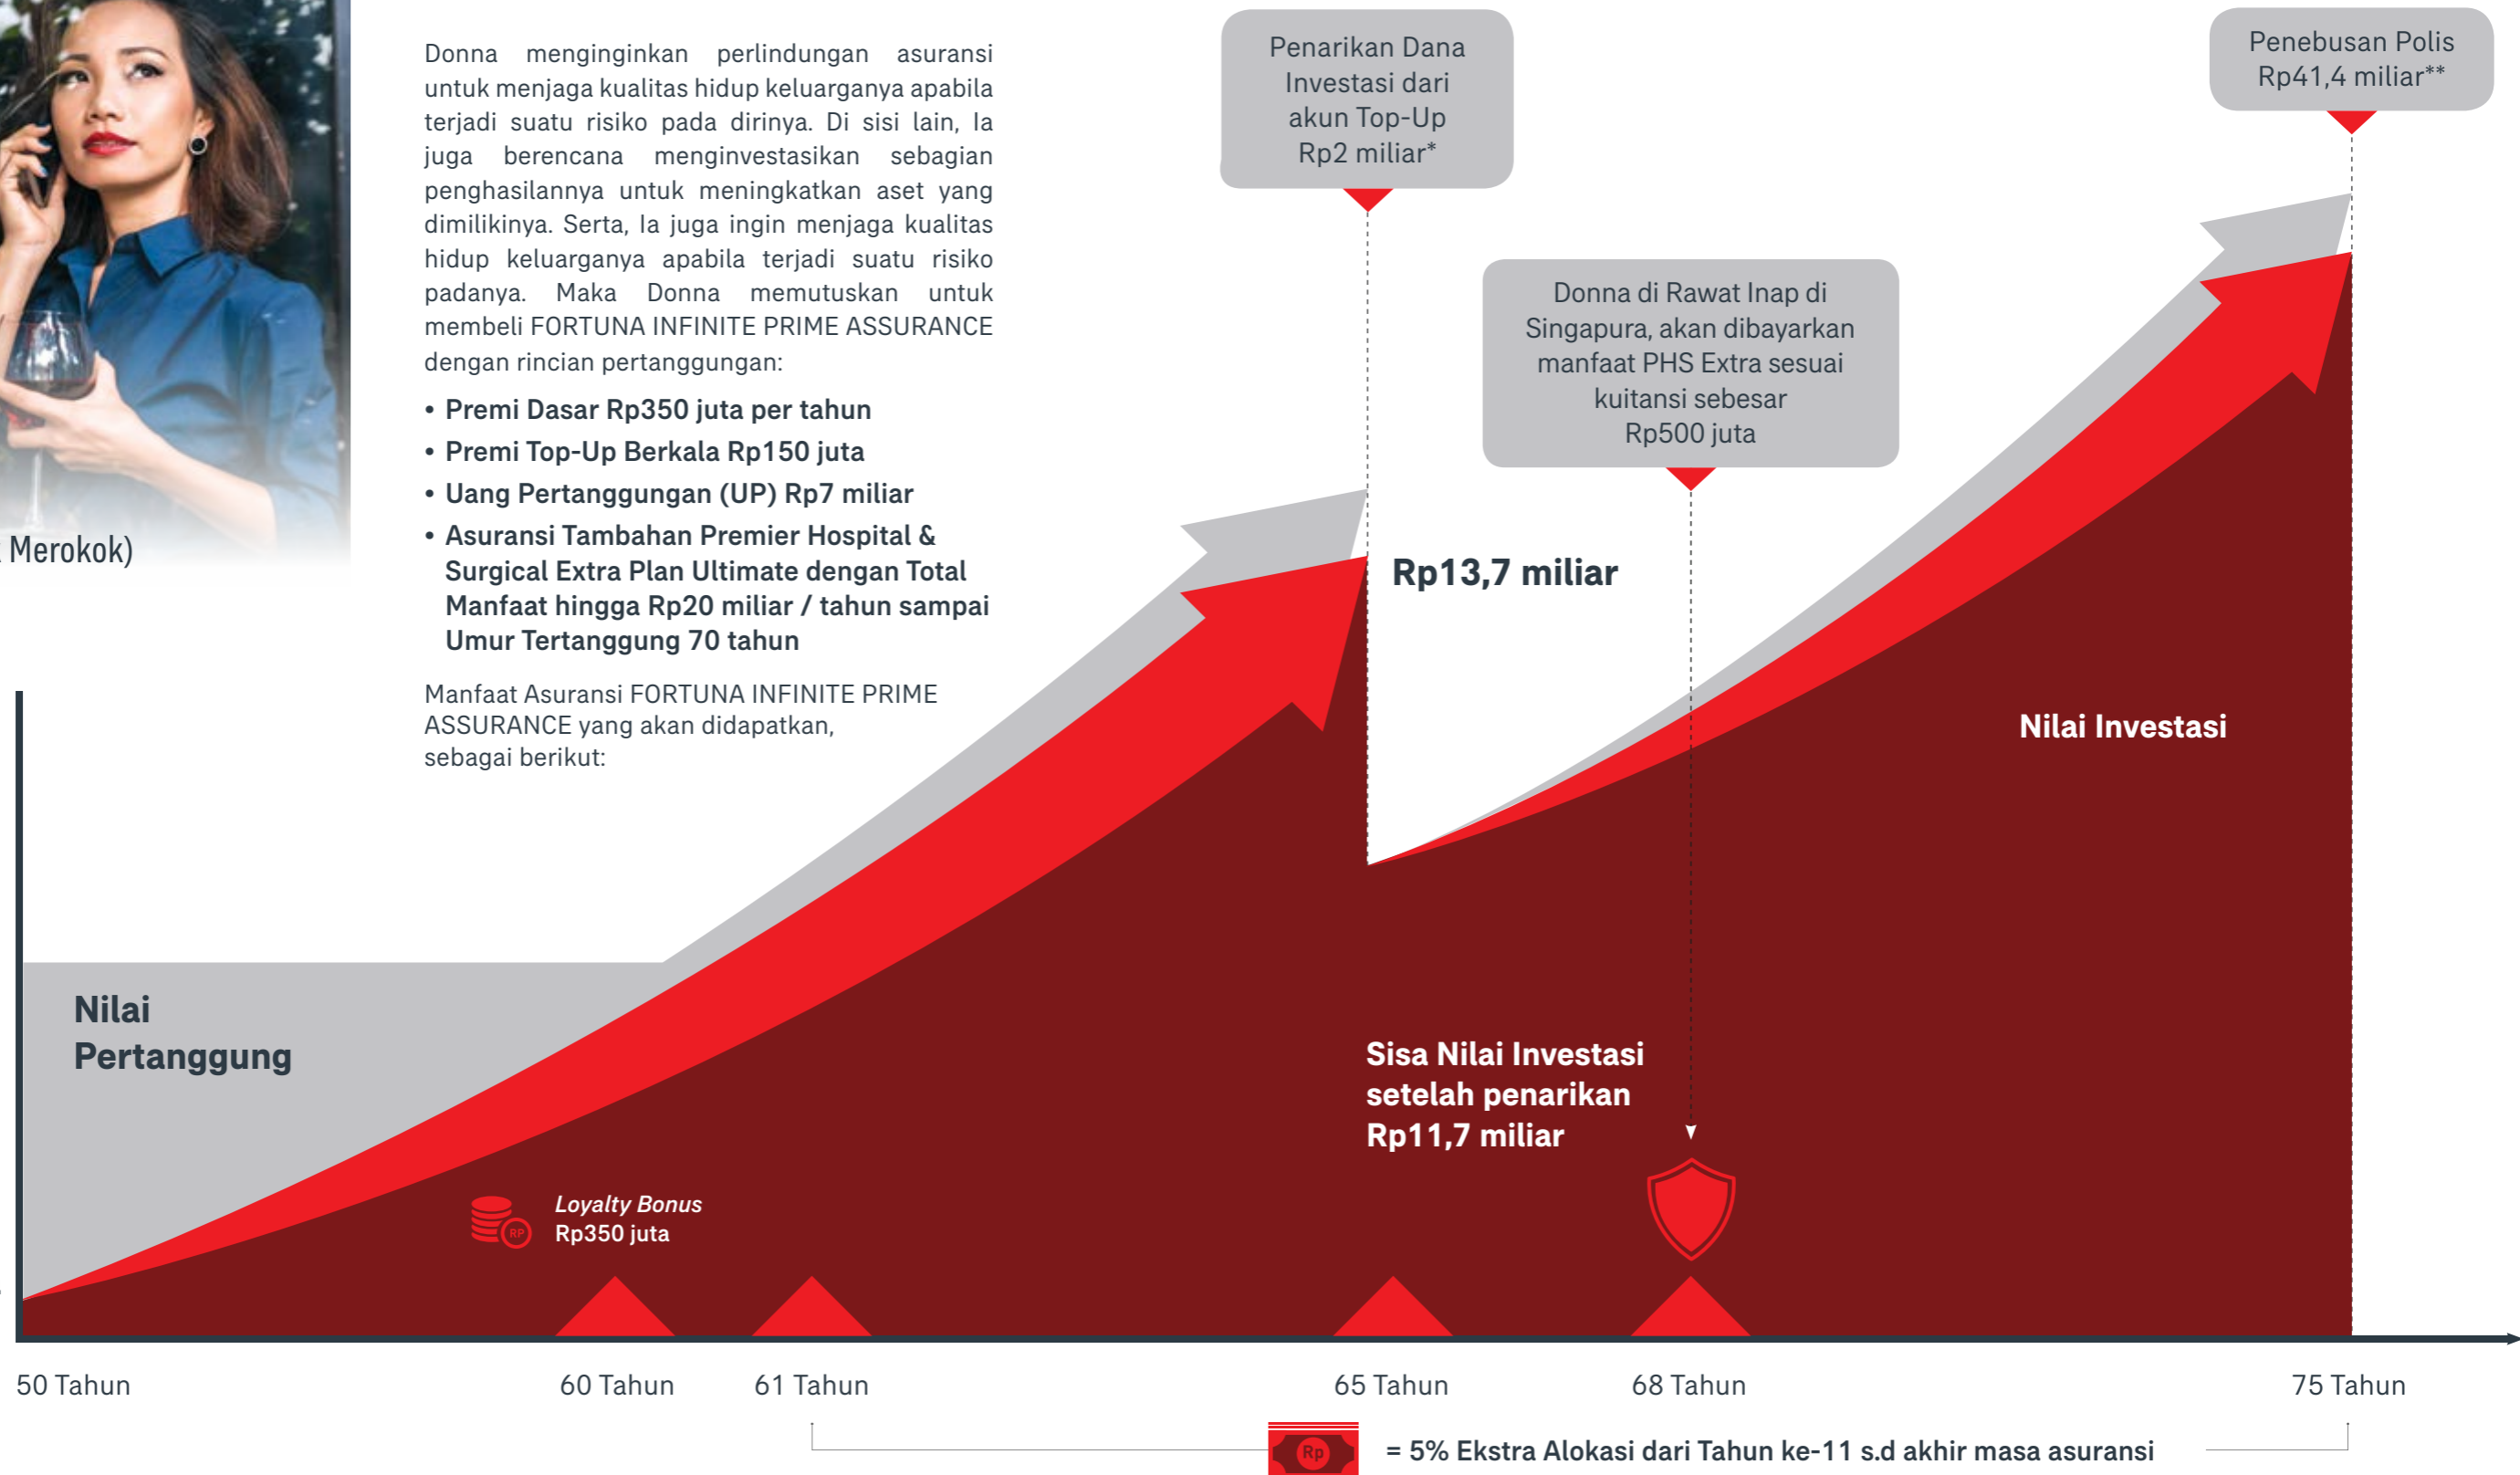 Merokok)
Donna menginginkan perlindungan asuransi
untuk menjaga kualitas hidup keluarganya apabila
terjadi suatu risiko pada dirinya. Di sisi lain, Ia
juga berencana menginvestasikan sebagian
penghasilannya untuk meningkatkan aset yang
dimilikinya. Serta, Ia juga ingin menjaga kualitas
hidup keluarganya apabila terjadi suatu risiko
padanya. Maka Donna memutuskan untuk
membeli FORTUNA INFINITE PRIME ASSURANCE
dengan rincian pertanggungan:
• Premi Dasar Rp350 juta per tahun
• Premi Top-Up Berkala Rp150 juta
• Uang Pertanggungan (UP) Rp7 miliar
• Asuransi Tambahan Premier Hospital &
Surgical Extra Plan Ultimate dengan Total
Manfaat hingga Rp20 miliar / tahun sampai
Umur Tertanggung 70 tahun
Manfaat Asuransi FORTUNA INFINITE PRIME
ASSURANCE yang akan didapatkan,
sebagai berikut:
Penarikan Dana
Investasi dari
akun Top-Up
Rp2 miliar*
Penebusan Polis
Rp41,4 miliar**
Donna di Rawat Inap di
Singapura, akan dibayarkan
manfaat PHS Extra sesuai
kuitansi sebesar
Rp500 juta
Rp13,7 miliar
Nilai Investasi
Nilai
Pertanggung
Sisa Nilai Investasi
setelah penarikan
Rp11,7 miliar
RP
Loyalty Bonus
Rp350 juta
50 Tahun
60 Tahun
61 Tahun
65 Tahun
68 Tahun
75 Tahun
Rp
= 5% Ekstra Alokasi dari Tahun ke-11 s.d akhir masa asuransi